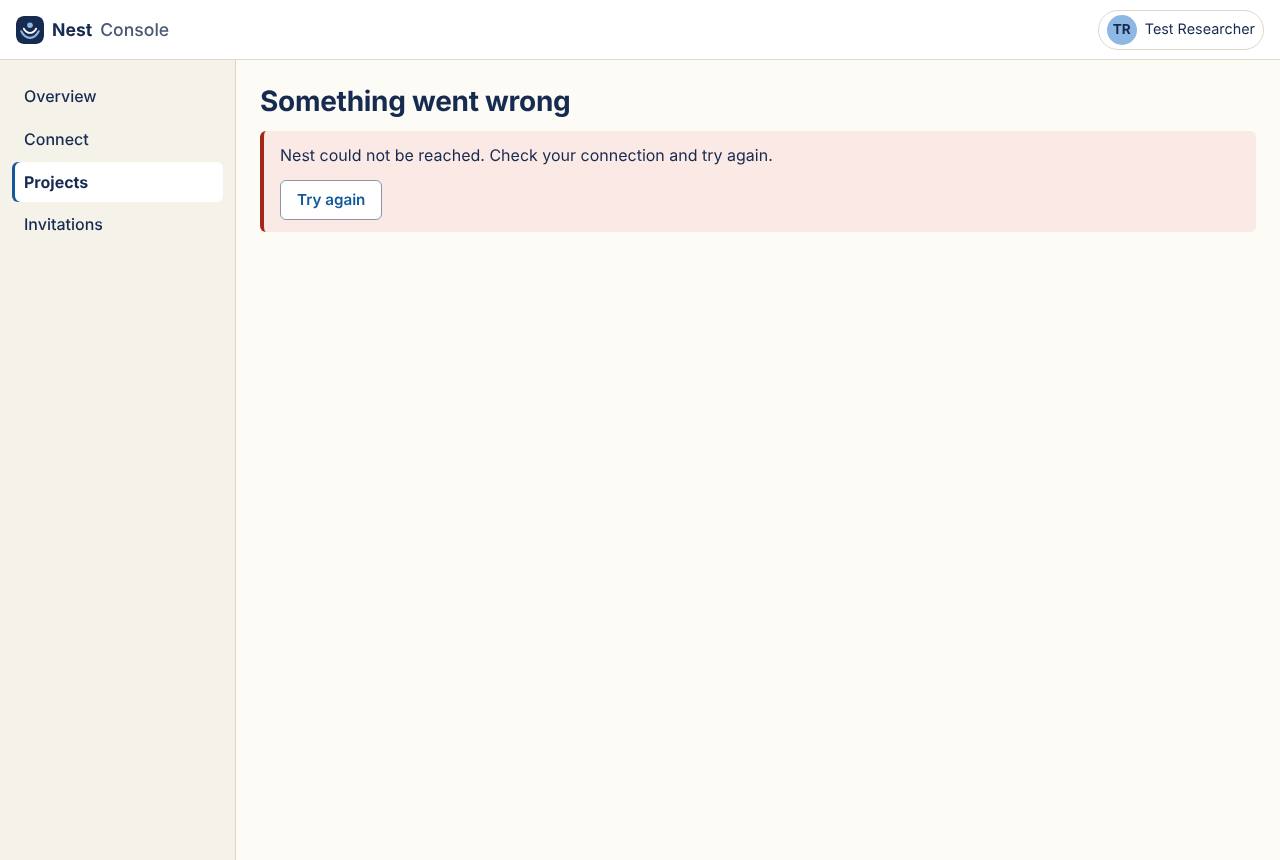 Nest Console
TR Test Researcher
Overview
Connect
Projects
Invitations
Something went wrong
Nest could not be reached. Check your connection and try again.
Try again